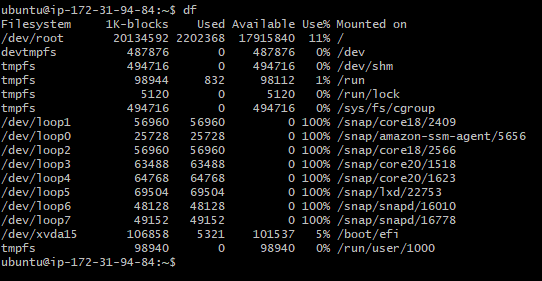 ubuntu@ip-172-31-94-84:~$ df
Filesystem     1K-blocks    Used Available Use% Mounted on
/dev/root       20134592 2202368  17915840  11% /
devtmpfs          487876       0    487876   0% /dev
tmpfs             494716       0    494716   0% /dev/shm
tmpfs              98944     832     98112   1% /run
tmpfs               5120       0      5120   0% /run/lock
tmpfs             494716       0    494716   0% /sys/fs/cgroup
/dev/loop1         56960   56960         0 100% /snap/core18/2409
/dev/loop0         25728   25728         0 100% /snap/amazon-ssm-agent/5656
/dev/loop2         56960   56960         0 100% /snap/core18/2566
/dev/loop3         63488   63488         0 100% /snap/core20/1518
/dev/loop4         64768   64768         0 100% /snap/core20/1623
/dev/loop5         69504   69504         0 100% /snap/lxd/22753
/dev/loop6         48128   48128         0 100% /snap/snapd/16010
/dev/loop7         49152   49152         0 100% /snap/snapd/16778
/dev/xvda15       106858    5321    101537   5% /boot/efi
tmpfs              98940       0     98940   0% /run/user/1000
ubuntu@ip-172-31-94-84:~$